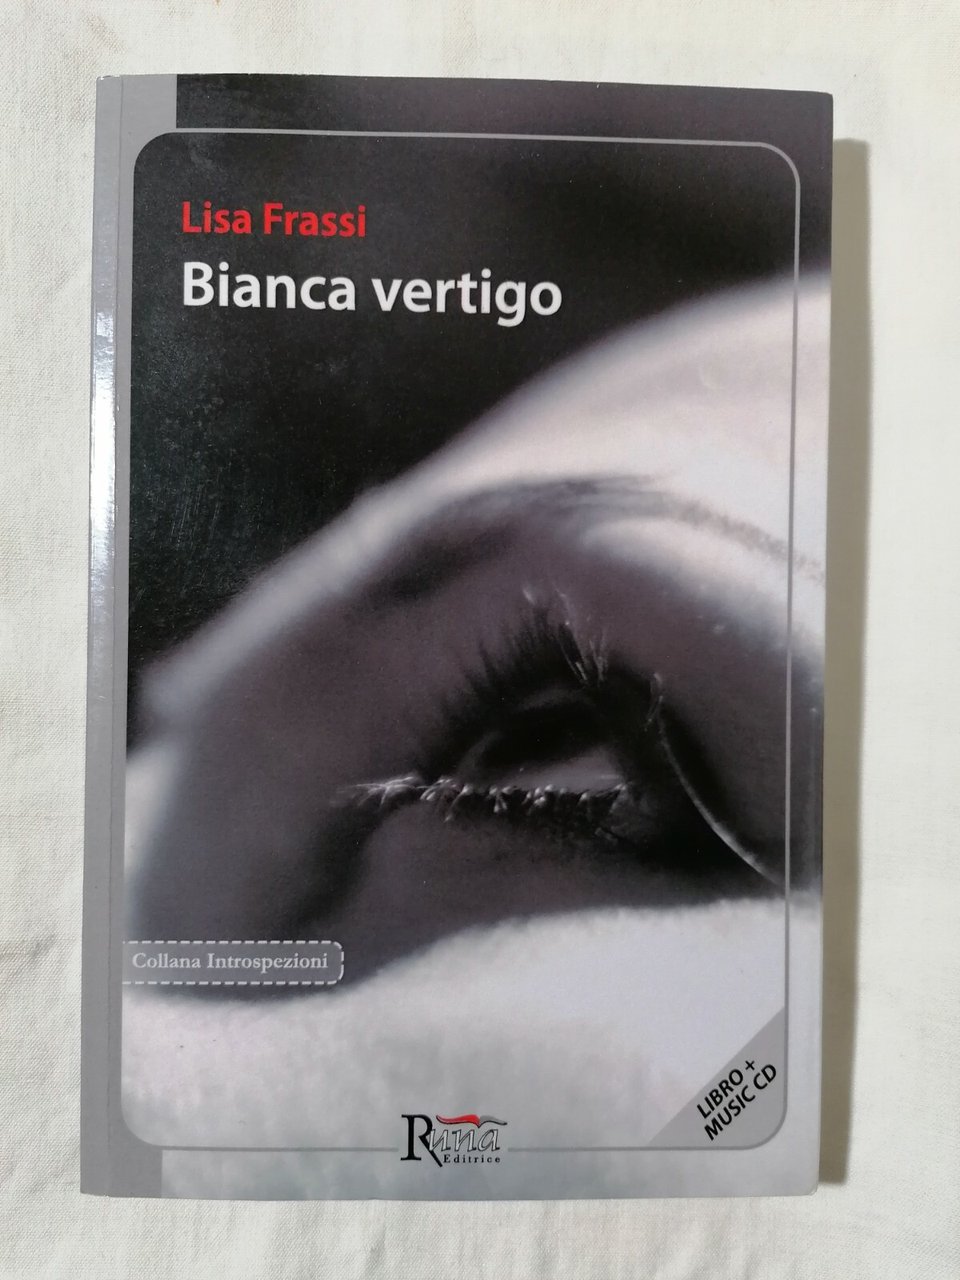 Lisa Frassi
Bianca vertigo
Collana Introspezioni
LIBRO +
MUSIC CD
Runa
Editrice